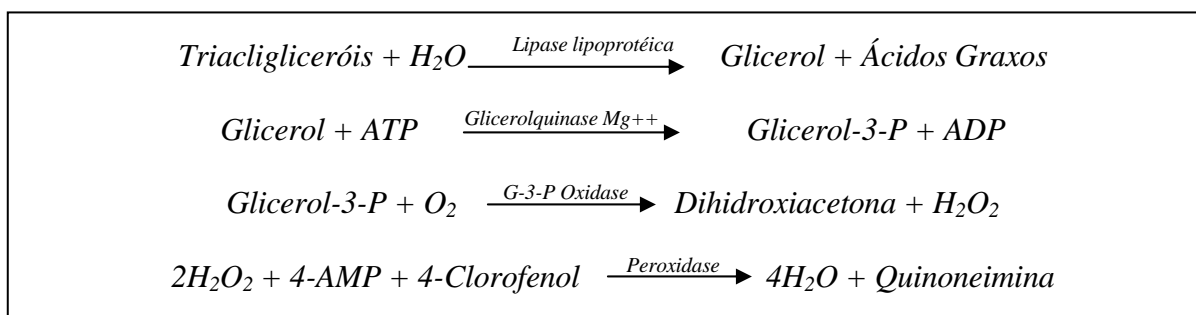 Triacligliceróis + H₂O Lipase lipoprotéica Glicerol + Ácidos Graxos
Glicerol + ATP Glicerolquinase Mg++ Glicerol-3-P + ADP
Glicerol-3-P + O₂ G-3-P Oxidase Dihidroxiacetona + H₂O₂
2H₂O₂ + 4-AMP + 4-Clorofenol Peroxidase 4H₂O + Quinoneimina